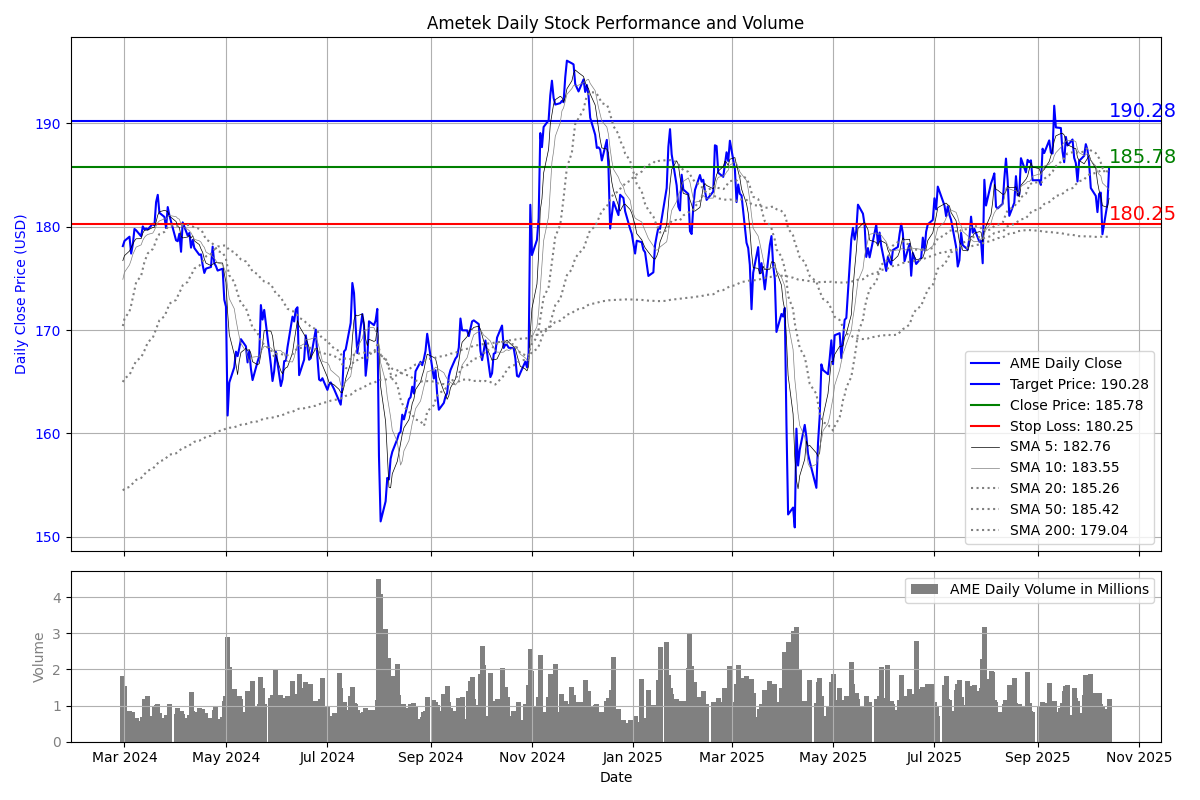 Ametek Daily Stock Performance and Volume
Daily Close Price (USD)
190
180
170
160
150
190.28
185.78
180.25
AME Daily Close
Target Price: 190.28
Close Price: 185.78
Stop Loss: 180.25
SMA 5: 182.76
SMA 10: 183.55
SMA 20: 185.26
SMA 50: 185.42
SMA 200: 179.04
Volume
4
3
2
1
0
AME Daily Volume in Millions
Mar 2024
May 2024
Jul 2024
Sep 2024
Nov 2024
Jan 2025
Mar 2025
May 2025
Jul 2025
Sep 2025
Nov 2025
Date